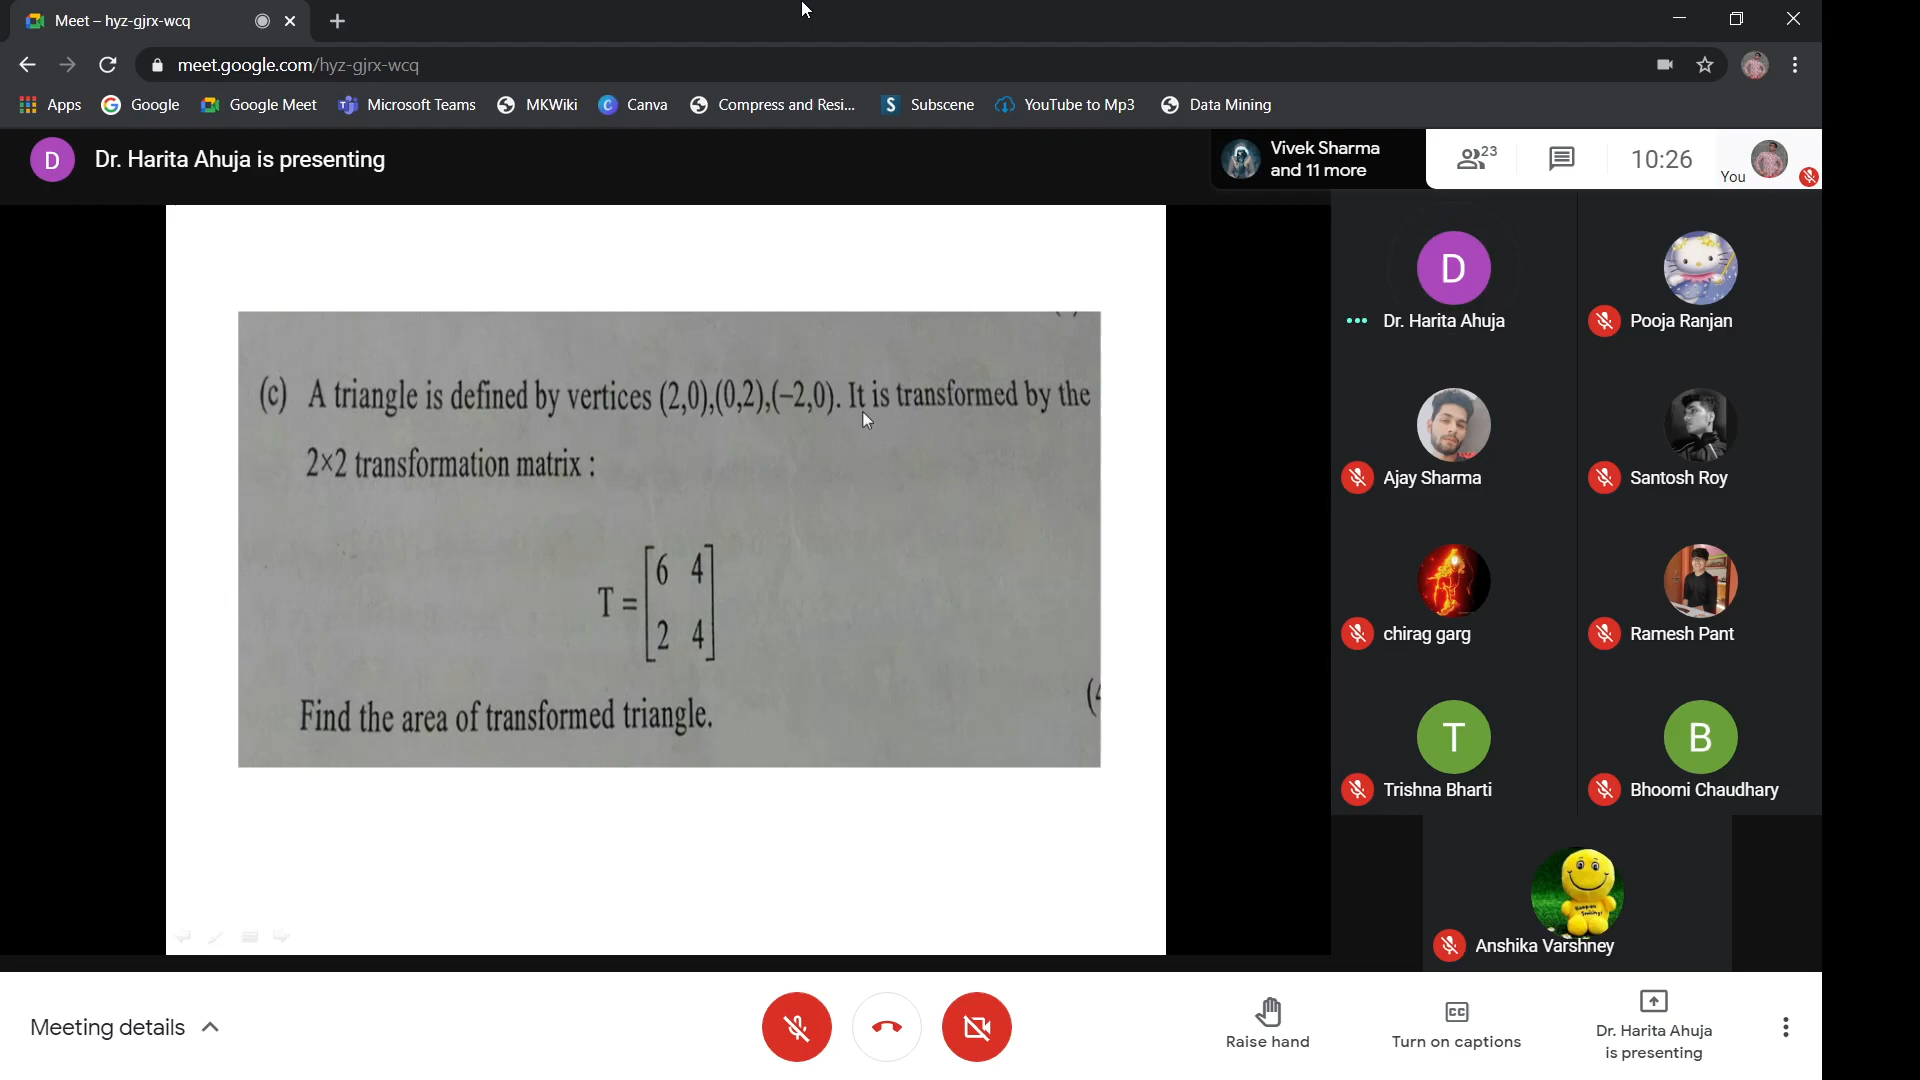 Meet – hyz-gjrx-wcq
meet.google.com/hyz-gjrx-wcq
Apps Google Google Meet Microsoft Teams MKWiki Canva Compress and Resi... Subscene YouTube to Mp3 Data Mining
D Dr. Harita Ahuja is presenting
Vivek Sharma
and 11 more
23
10:26
You
(c) A triangle is defined by vertices (2,0),(0,2),(–2,0). It is transformed by the
2×2 transformation matrix :
T = [6 4
2 4]
Find the area of transformed triangle.
D
Dr. Harita Ahuja
Pooja Ranjan
Ajay Sharma
Santosh Roy
chirag garg
Ramesh Pant
T
Trishna Bharti
B
Bhoomi Chaudhary
Anshika Varshney
Meeting details
Raise hand
Turn on captions
Dr. Harita Ahuja
is presenting